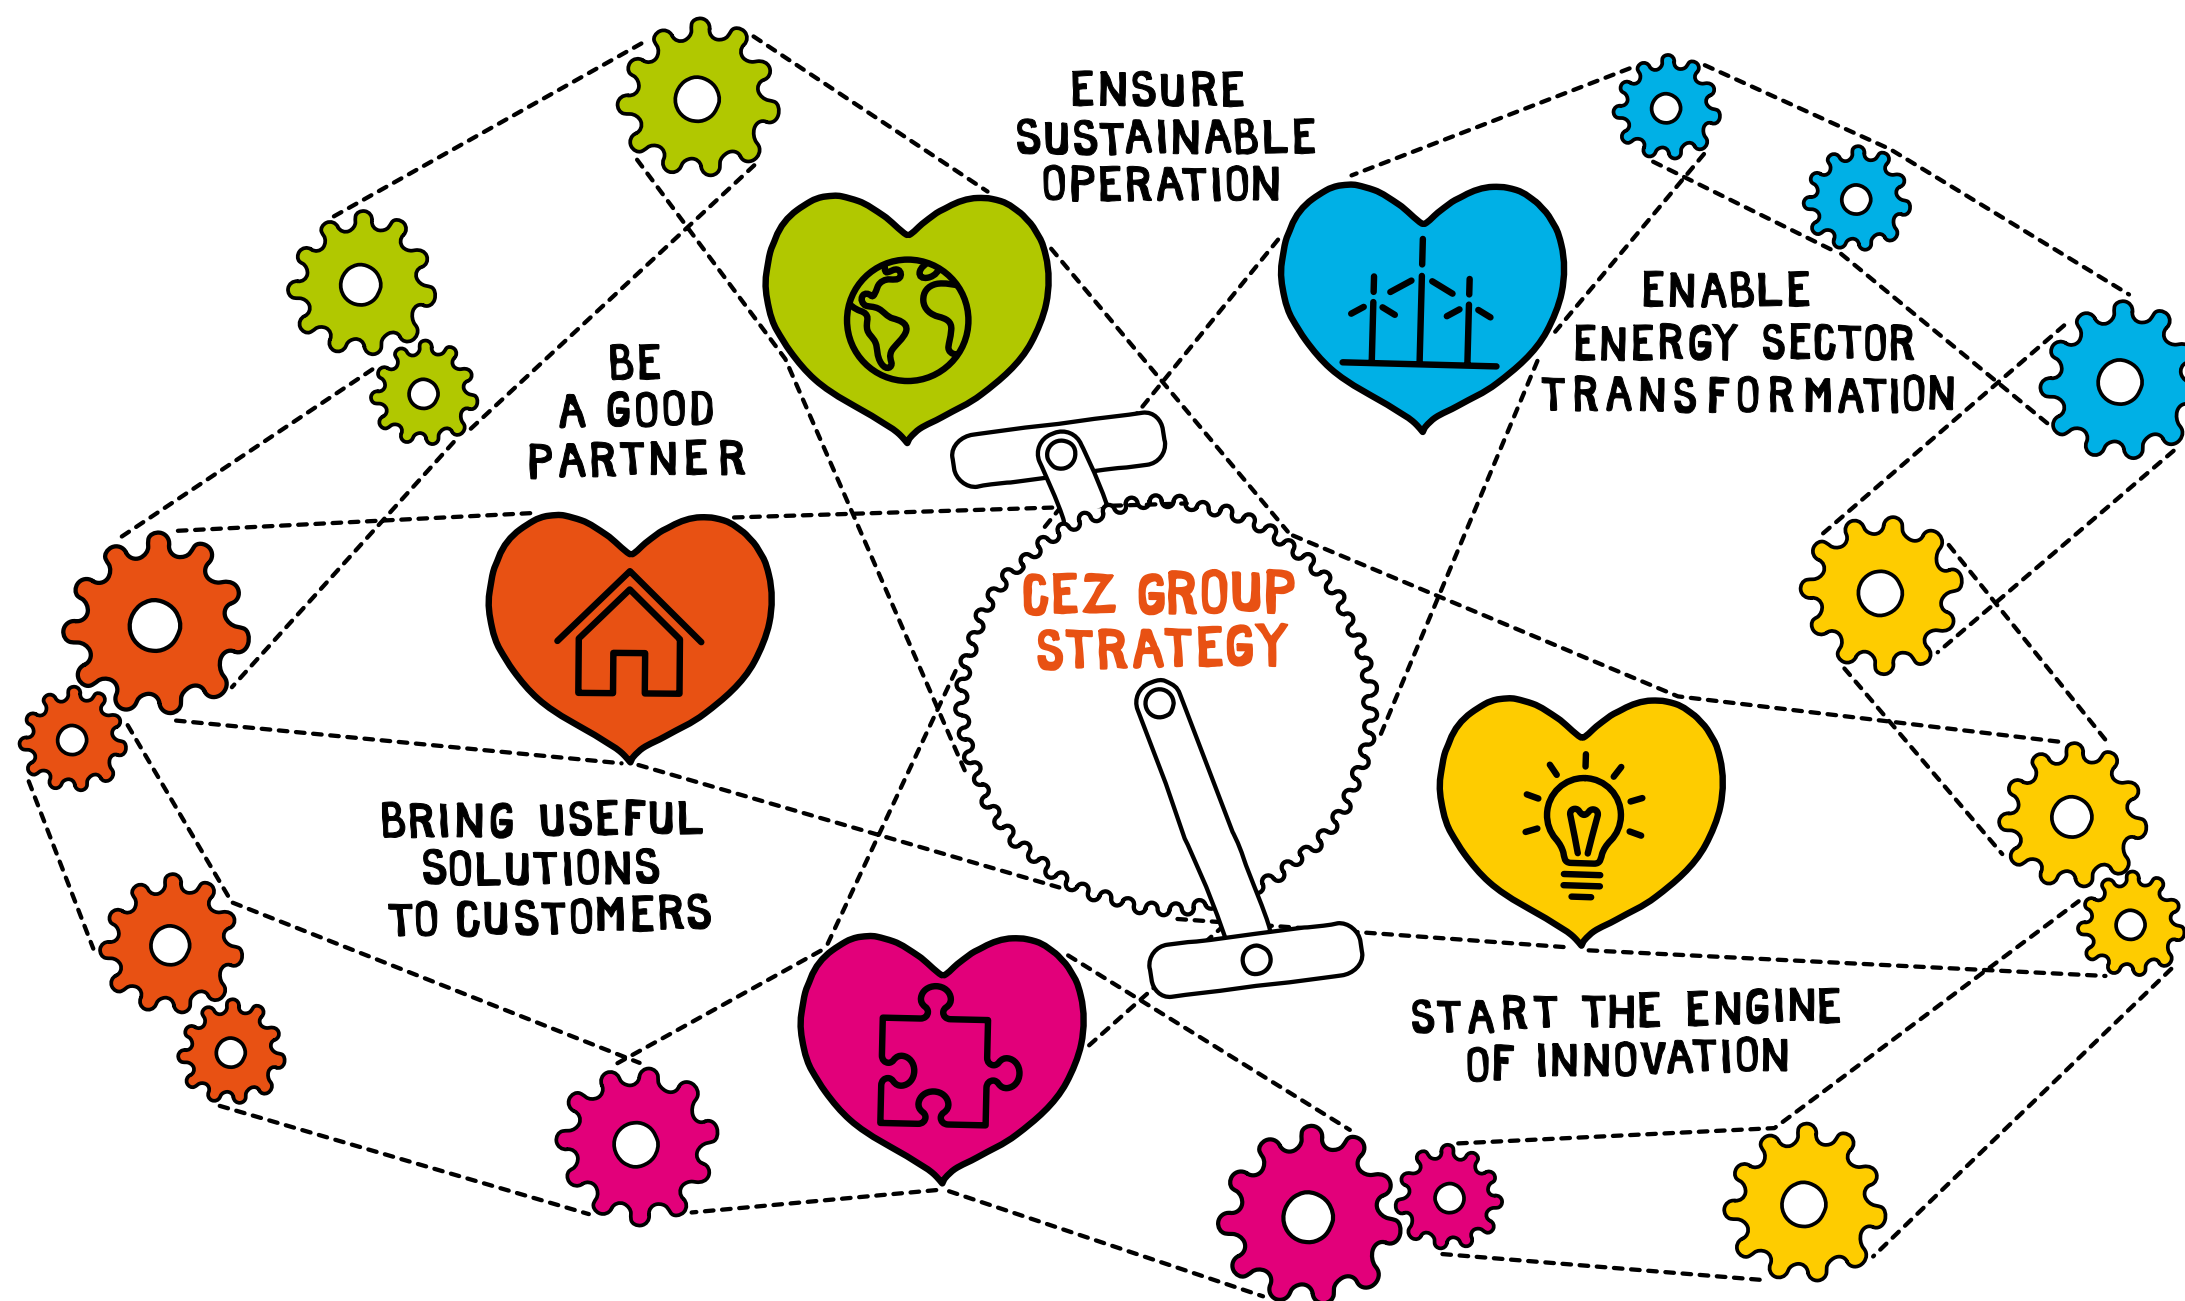 ENSURE
SUSTAINABLE
OPERATION
ENABLE
ENERGY SECTOR
TRANSFORMATION
BE
A GOOD
PARTNER
CEZ GROUP
STRATEGY
BRING USEFUL
SOLUTIONS
TO CUSTOMERS
START THE ENGINE
OF INNOVATION